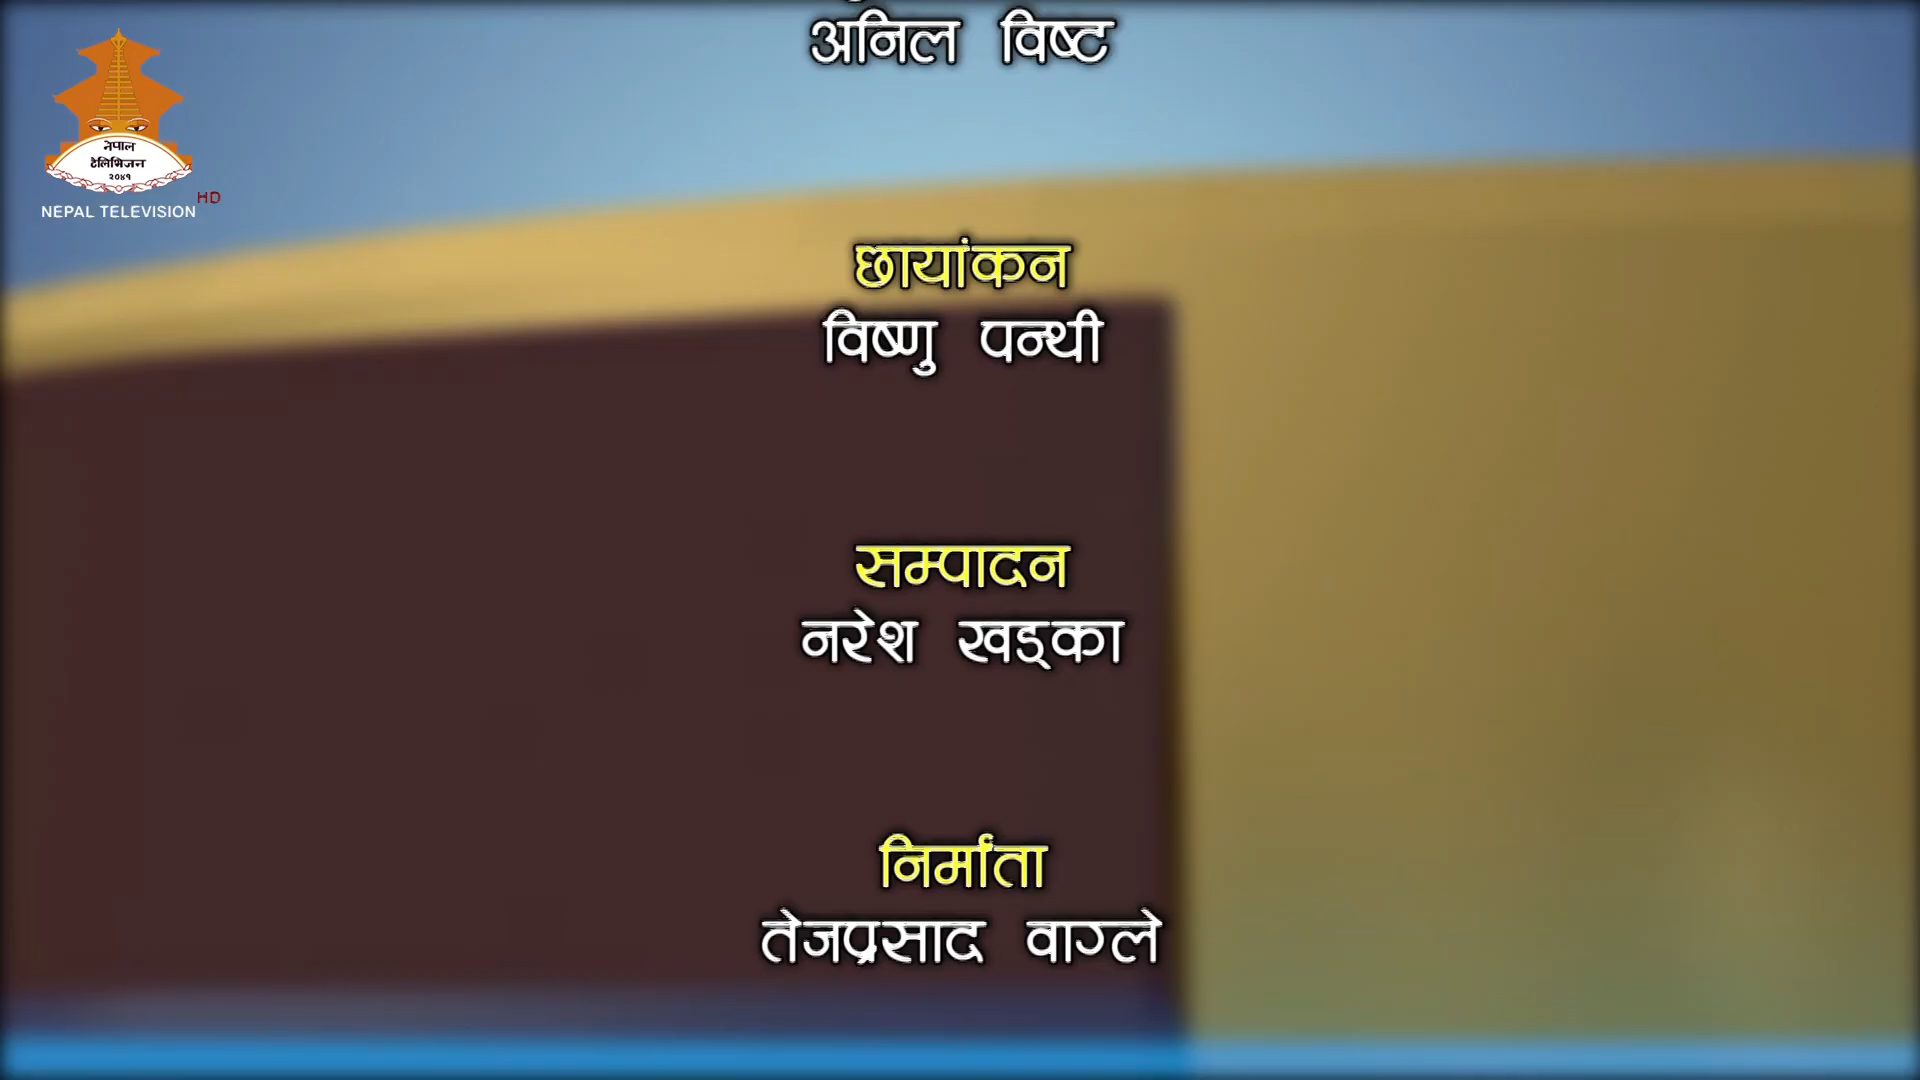 अनिल विष्ट
नेपाल
टेलिभिजन
२०४१
HD
NEPAL TELEVISION
छायांकन
विष्णु पन्थी
सम्पादन
नरेश खड्का
निर्माता
तेजप्रसाद वाग्ले